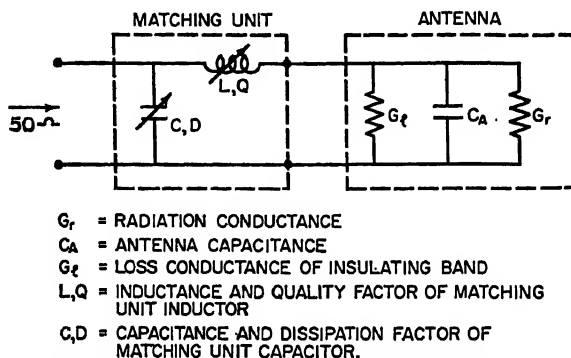 MATCHING UNIT
ANTENNA
L,Q
50Ω
C,D
Gℓ
CA
Gr
Gr = RADIATION CONDUCTANCE
CA = ANTENNA CAPACITANCE
Gℓ = LOSS CONDUCTANCE OF INSULATING BAND
L,Q = INDUCTANCE AND QUALITY FACTOR OF MATCHING
UNIT INDUCTOR
C,D = CAPACITANCE AND DISSIPATION FACTOR OF
MATCHING UNIT CAPACITOR.